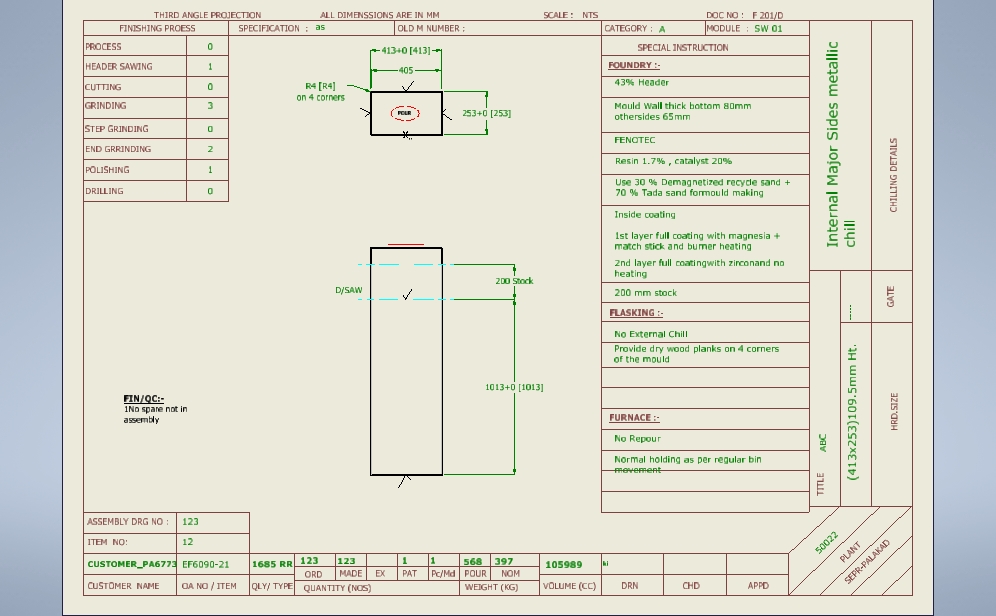 THIRD ANGLE PROJECTION ALL DIMENSSIONS ARE IN MM SCALE : NTS DOC NO : F 201/D
FINISHING PROESS SPECIFICATION : as OLD M NUMBER : CATEGORY : A MODULE : SW 01
PROCESS 0
HEADER SAWING 1
CUTTING 0
GRINDING 3
STEP GRINDING 0
END GRRINDING 2
POLISHING 1
DRILLING 0
413+0 [413]
405
R4 [R4]
on 4 corners
POUR
253+0 [253]
D/SAW
200 Stock
1013+0 [1013]
FIN/QC:-
1No spare not in
assembly
SPECIAL INSTRUCTION
FOUNDRY :-
43% Header
Mould Wall thick bottom 80mm
othersides 65mm
FENOTEC
Resin 1.7% , catalyst 20%
Use 30 % Demagnetized recycle sand +
70 % Tada sand formould making
Inside coating
1st layer full coating with magnesia +
match stick and burner heating
2nd layer full coatingwith zirconand no
heating
200 mm stock
FLASKING :-
No External Chill
Provide dry wood planks on 4 corners
of the mould
FURNACE :-
No Repour
Normal holding as per regular bin
movement
Internal Major Sides metallic
chill
CHILLING DETAILS
-----
GATE
TITLE ABC
(413x253)109.5mm Ht.
HRD.SIZE
ASSEMBLY DRG NO : 123
ITEM NO: 12
CUSTOMER_PA6773 EF6090-21 1685 RR 123 123 1 1 568 397 105989
ORD MADE EX PAT Pc/Md POUR NOM
CUSTOMER NAME OA NO / ITEM QLY/ TYPE QUANTITY (NOS) WEIGHT (KG) VOLUME (CC) DRN CHD APPD
50022
PLANT
SEPR-PALAKAD